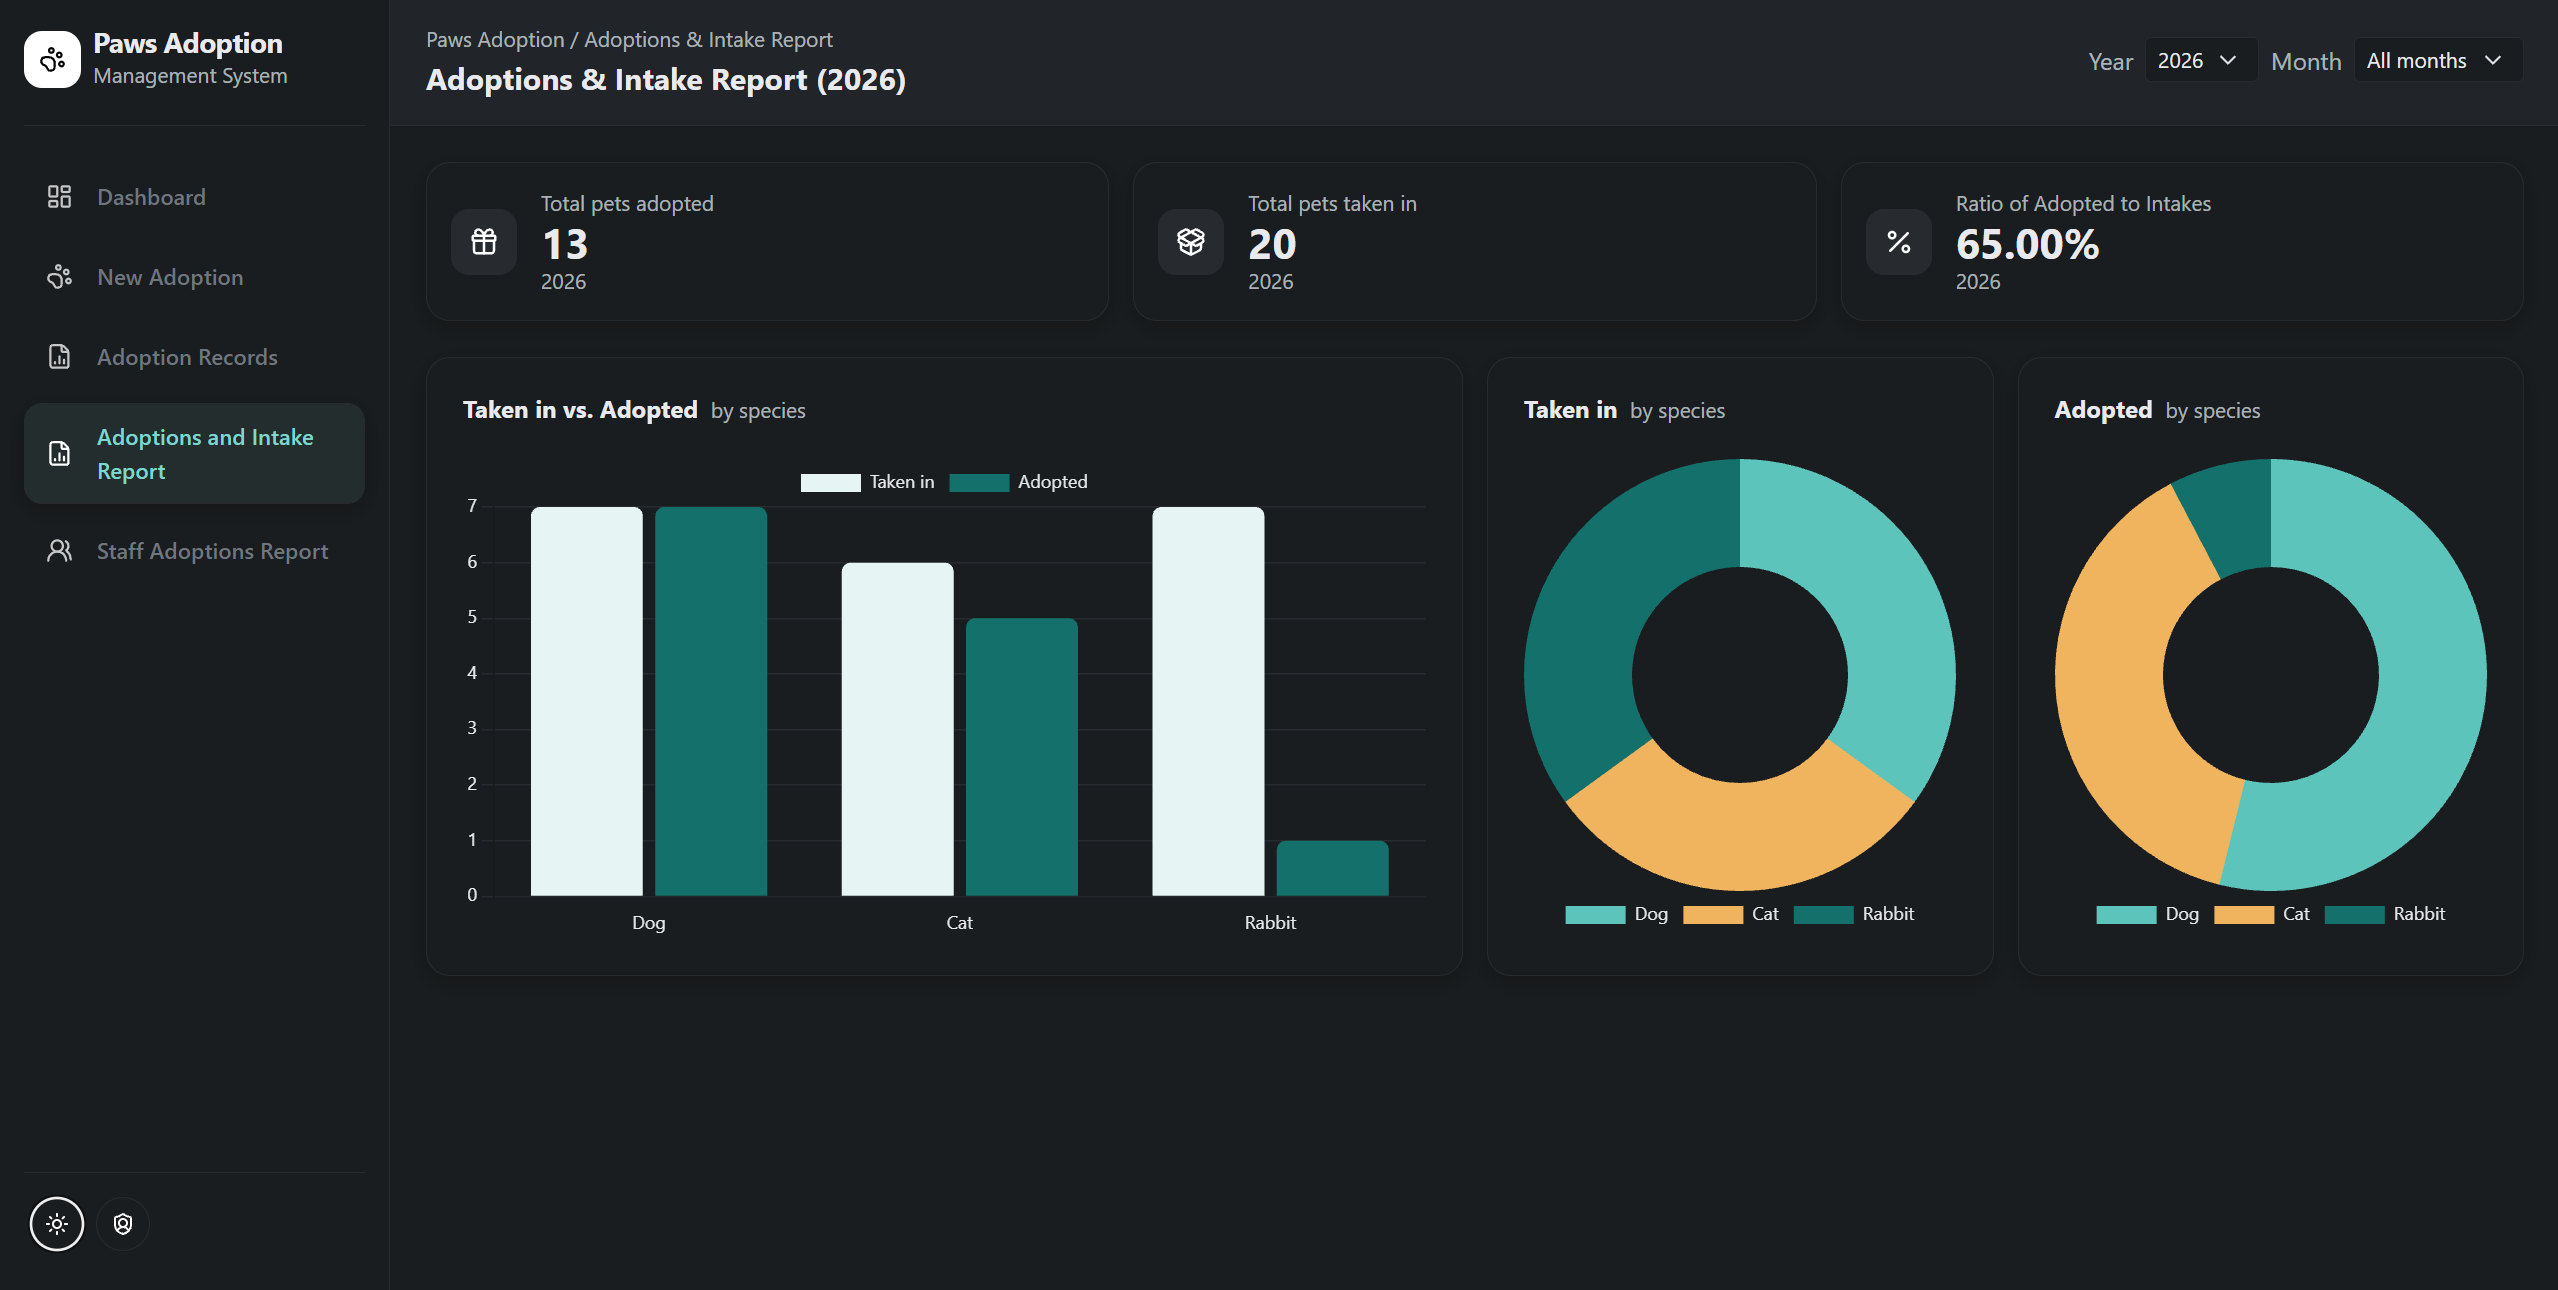 Paws Adoption
Management System
Dashboard
New Adoption
Adoption Records
Adoptions and Intake
Report
Staff Adoptions Report
Paws Adoption / Adoptions & Intake Report
Adoptions & Intake Report (2026)
Year 2026 Month All months
Total pets adopted
13
2026
Total pets taken in
20
2026
Ratio of Adopted to Intakes
65.00%
2026
Taken in vs. Adopted by species
Taken in Adopted
7
6
5
4
3
2
1
0
Dog Cat Rabbit
Taken in by species
Dog Cat Rabbit
Adopted by species
Dog Cat Rabbit